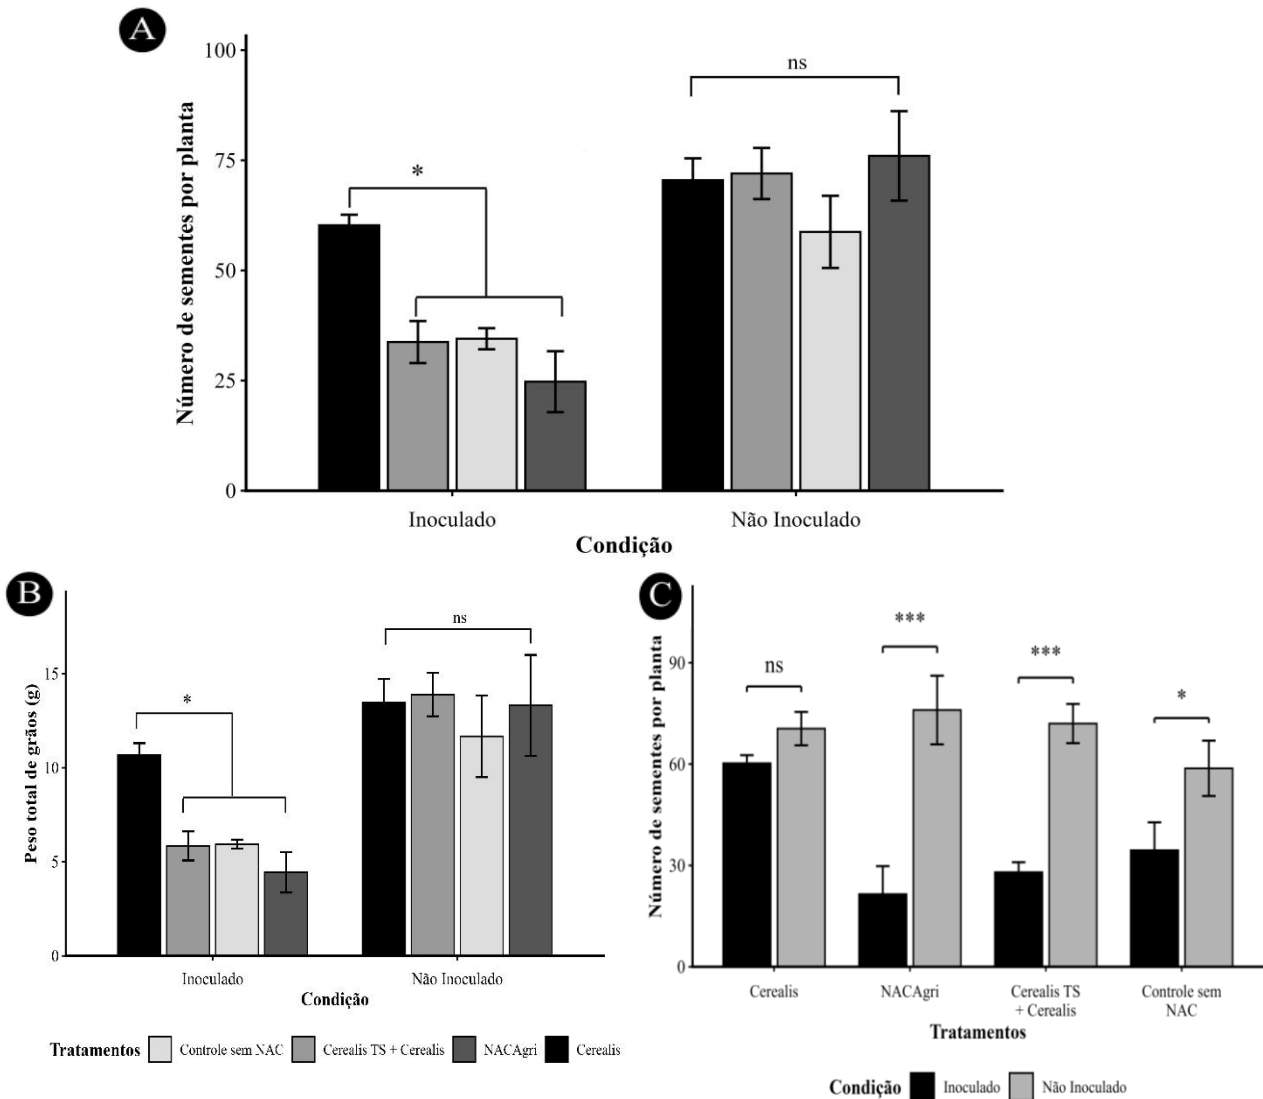 A
Número de sementes por planta
100
75
50
25
0
*
ns
Inoculado
Não Inoculado
Condição
B
Peso total de grãos (g)
15
10
5
0
*
ns
Inoculado
Não Inoculado
Condição
Tratamentos Controle sem NAC Cerealis TS + Cerealis NACAgri Cerealis
C
Número de sementes por planta
90
60
30
0
ns
***
***
*
Cerealis
NACAgri
Cerealis TS
+ Cerealis
Controle sem
NAC
Tratamentos
Condição Inoculado Não Inoculado